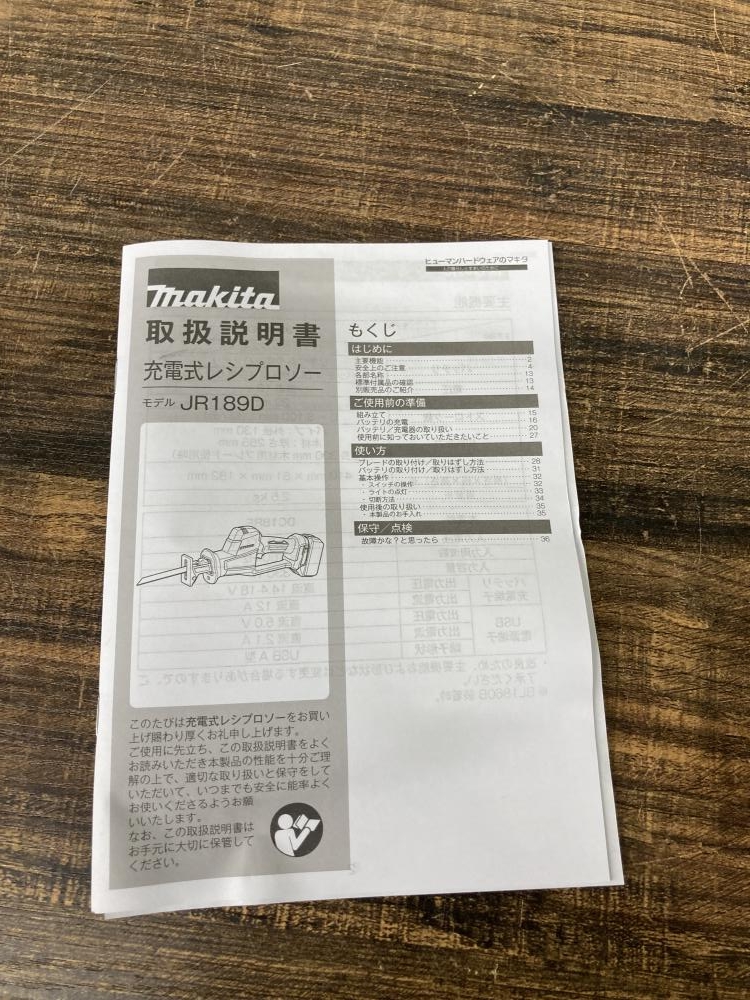 makita
取扱説明書
充電式レシプロソー
モデル JR189D
このたびは充電式レシプロソーをお買い
上げ賜わり厚くお礼申し上げます。
ご使用に先立ち、この取扱説明書をよく
お読みいただき本製品の性能を十分ご理
解の上で、適切な取り扱いと保守をして
いただいて、いつまでも安全に能率よく
お使いくださるようお願
いいたします。
なお、この取扱説明書は
お手元に大切に保管して
ください。
ヒューマンハードウェアのマキタ
もくじ
はじめに
主要機能 2
安全上のご注意 4
各部名称 13
標準付属品の確認 13
別販売品のご紹介 14
ご使用前の準備
組み立て 15
バッテリの充電 16
バッテリ／充電器の取り扱い 20
使用前に知っておいていただきたいこと 27
使い方
ブレードの取り付け／取りはずし方法 28
バッテリの取り付け／取りはずし方法 31
基本操作 32
・スイッチの操作 32
・ライトの点灯 33
・切断方法 34
使用後の取り扱い 35
・本製品のお手入れ 35
保守／点検
故障かな？と思ったら 36